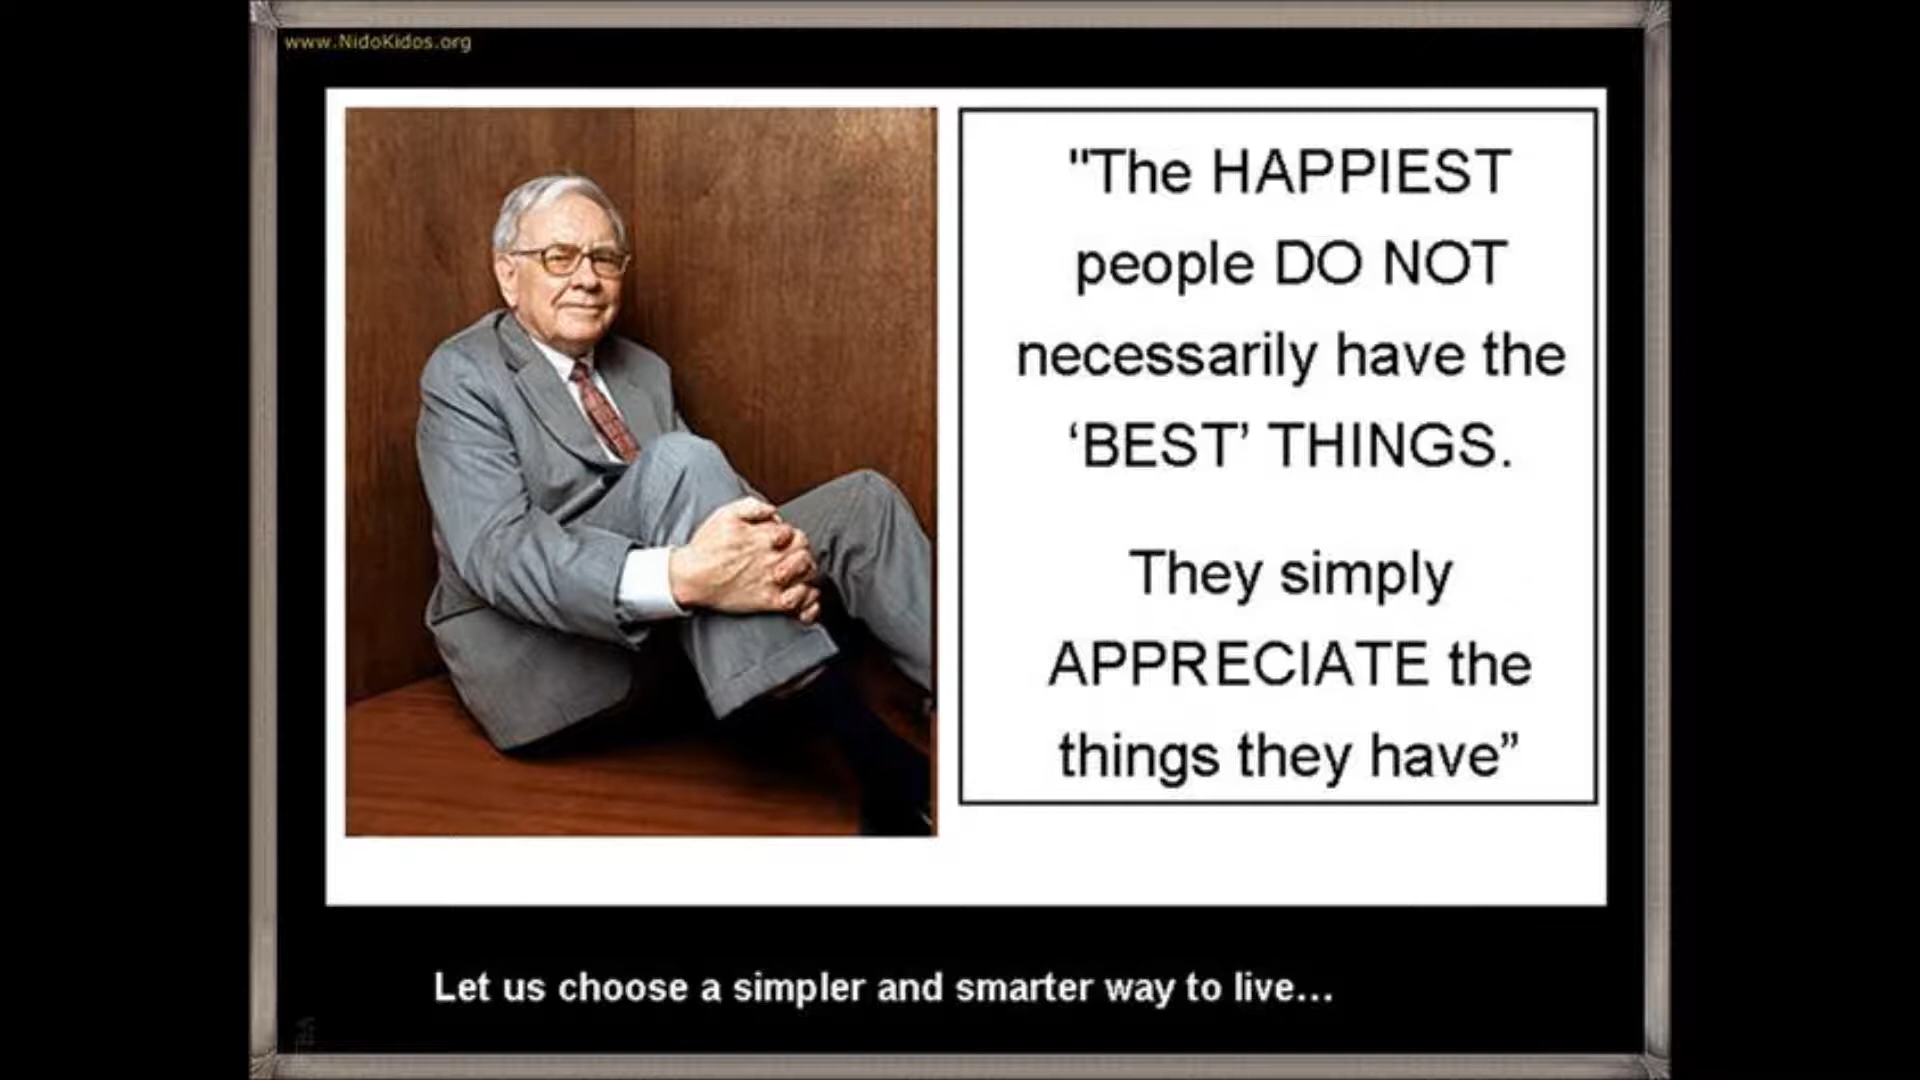 www.NidoKidos.org
"The HAPPIEST
people DO NOT
necessarily have the
‘BEST’ THINGS.
They simply
APPRECIATE the
things they have”
Let us choose a simpler and smarter way to live...